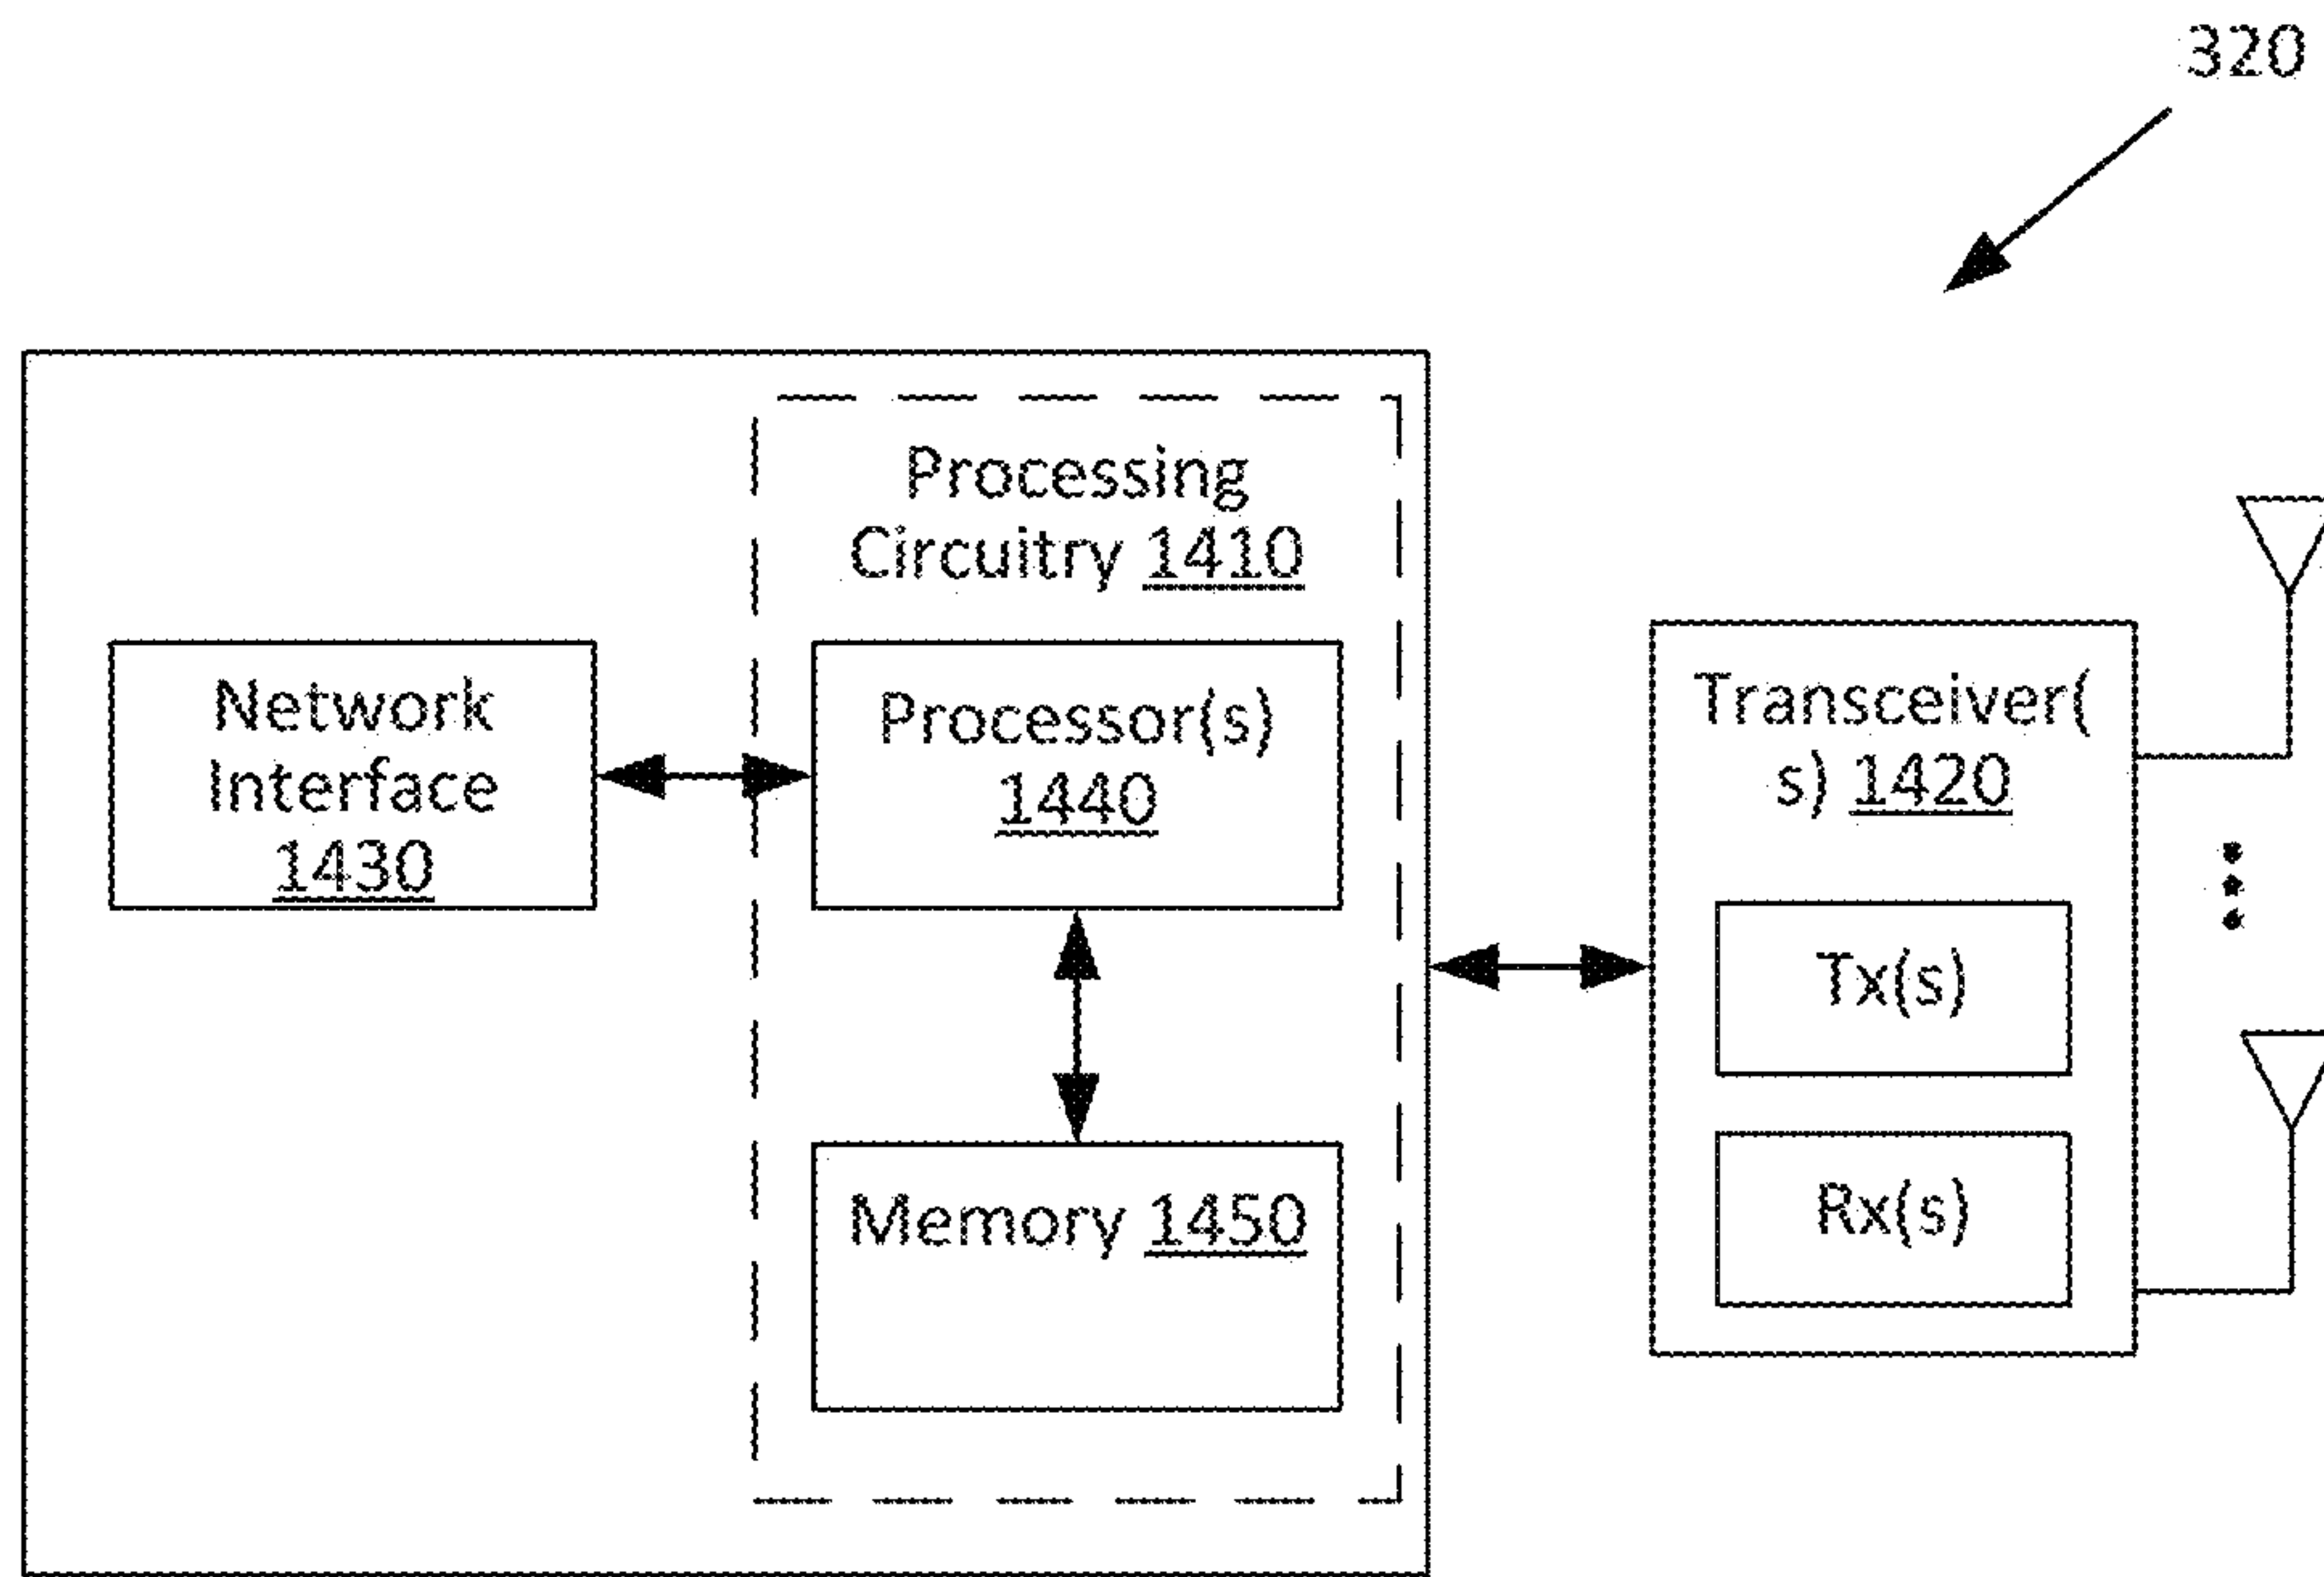 320
Processing
Circuitry 1410
Network
Interface
1430
Processor(s)
1440
Memory 1450
Transceiver(
s) 1420
Tx(s)
Rx(s)